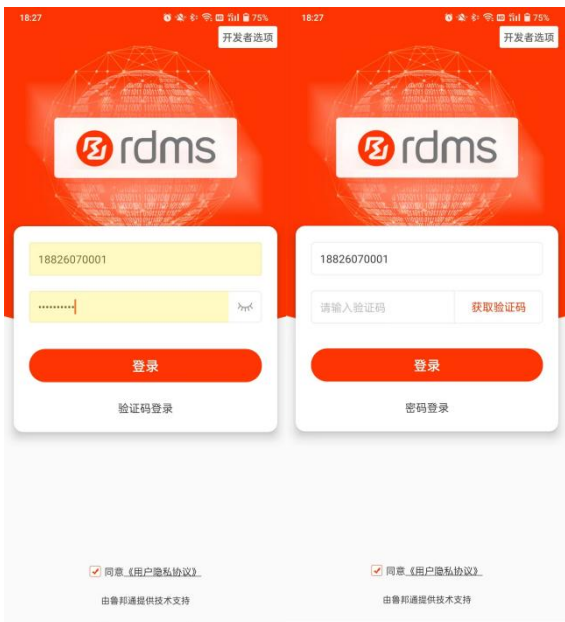 18:27
75%
开发者选项
rdms
18826070001
登录
验证码登录
同意《用户隐私协议》
由鲁邦通提供技术支持
18:27
75%
开发者选项
rdms
18826070001
请输入验证码
获取验证码
登录
密码登录
同意《用户隐私协议》
由鲁邦通提供技术支持